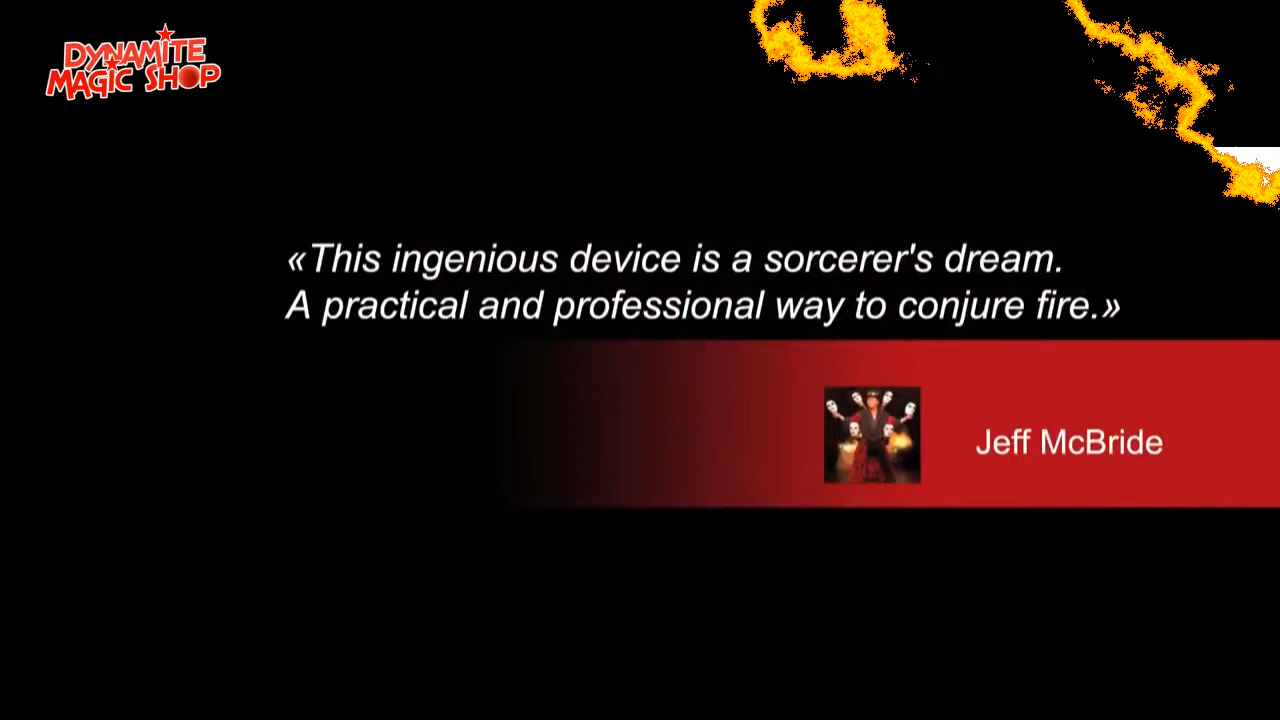 DYNAMITE
MAGIC SHOP
«This ingenious device is a sorcerer's dream.
A practical and professional way to conjure fire.»
Jeff McBride